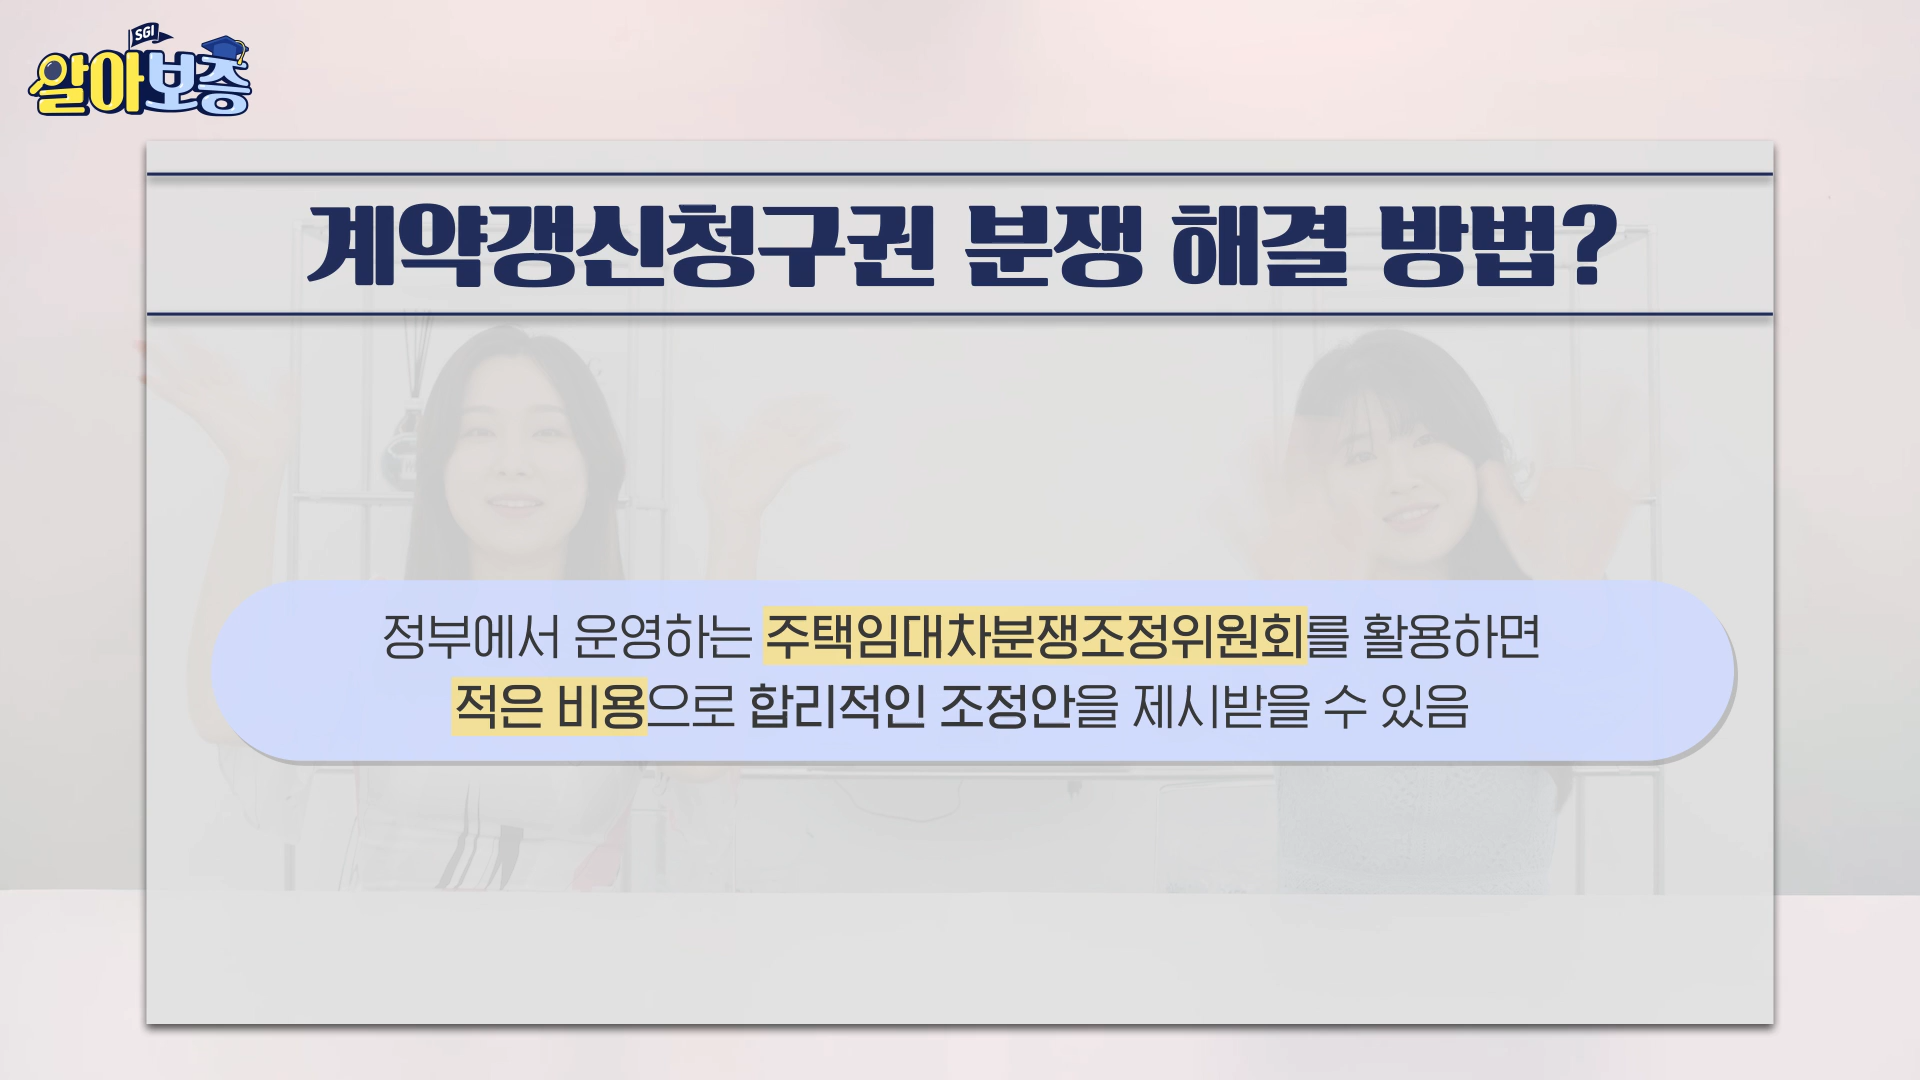 SGI
알아보증
계약갱신청구권 분쟁 해결 방법?
정부에서 운영하는 주택임대차분쟁조정위원회를 활용하면
적은 비용으로 합리적인 조정안을 제시받을 수 있음